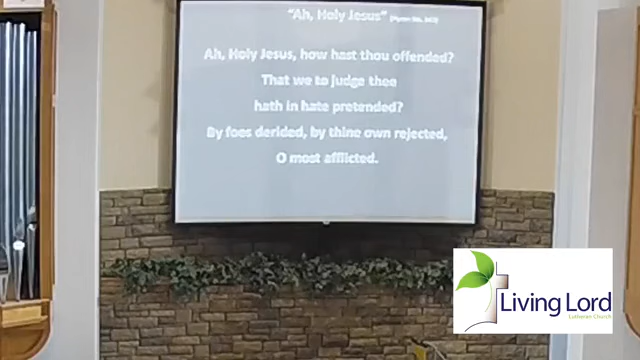 "Ah, Holy Jesus"
Ah, Holy Jesus, how hast thou offended?
That we to judge thee
hath in hate pretended?
By foes derided, by thine own rejected,
O most afflicted.
Living Lord
Lutheran Church